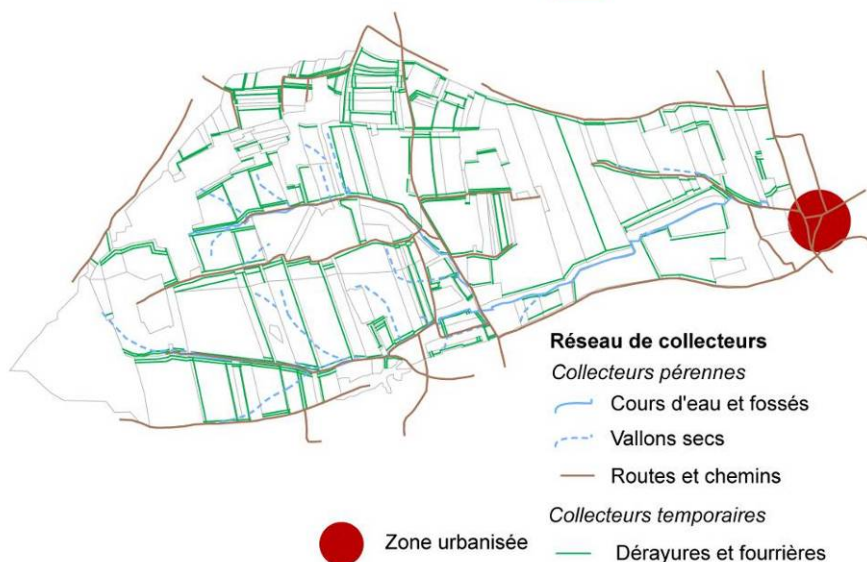 Réseau de collecteurs
Collecteurs pérennes
Cours d'eau et fossés
Vallons secs
Routes et chemins
Collecteurs temporaires
Zone urbanisée
Dérayures et fourrières